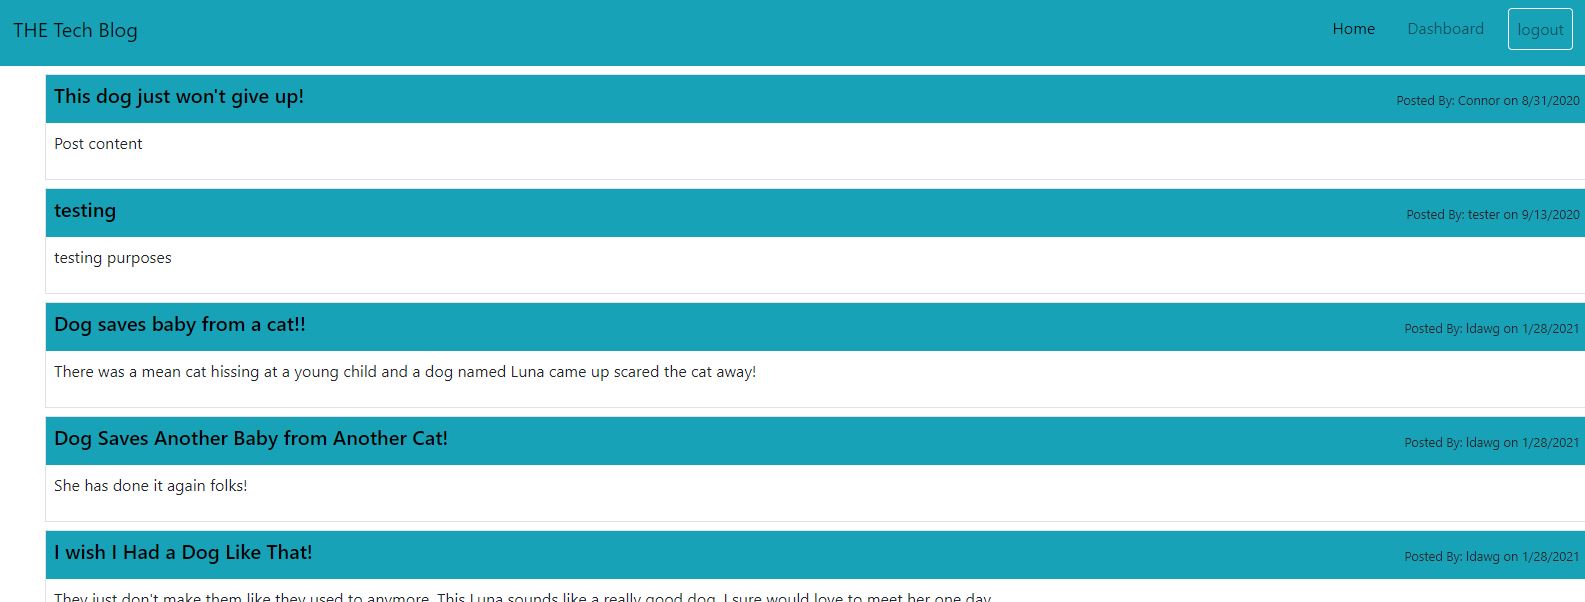 THE Tech Blog
Home Dashboard logout
This dog just won't give up!
Posted By: Connor on 8/31/2020
Post content
testing
Posted By: tester on 9/13/2020
testing purposes
Dog saves baby from a cat!!
Posted By: ldawg on 1/28/2021
There was a mean cat hissing at a young child and a dog named Luna came up scared the cat away!
Dog Saves Another Baby from Another Cat!
Posted By: ldawg on 1/28/2021
She has done it again folks!
I wish I Had a Dog Like That!
Posted By: ldawg on 1/28/2021
They just don't make them like they used to anymore. This Luna sounds like a really good dog. I sure would love to meet her one day